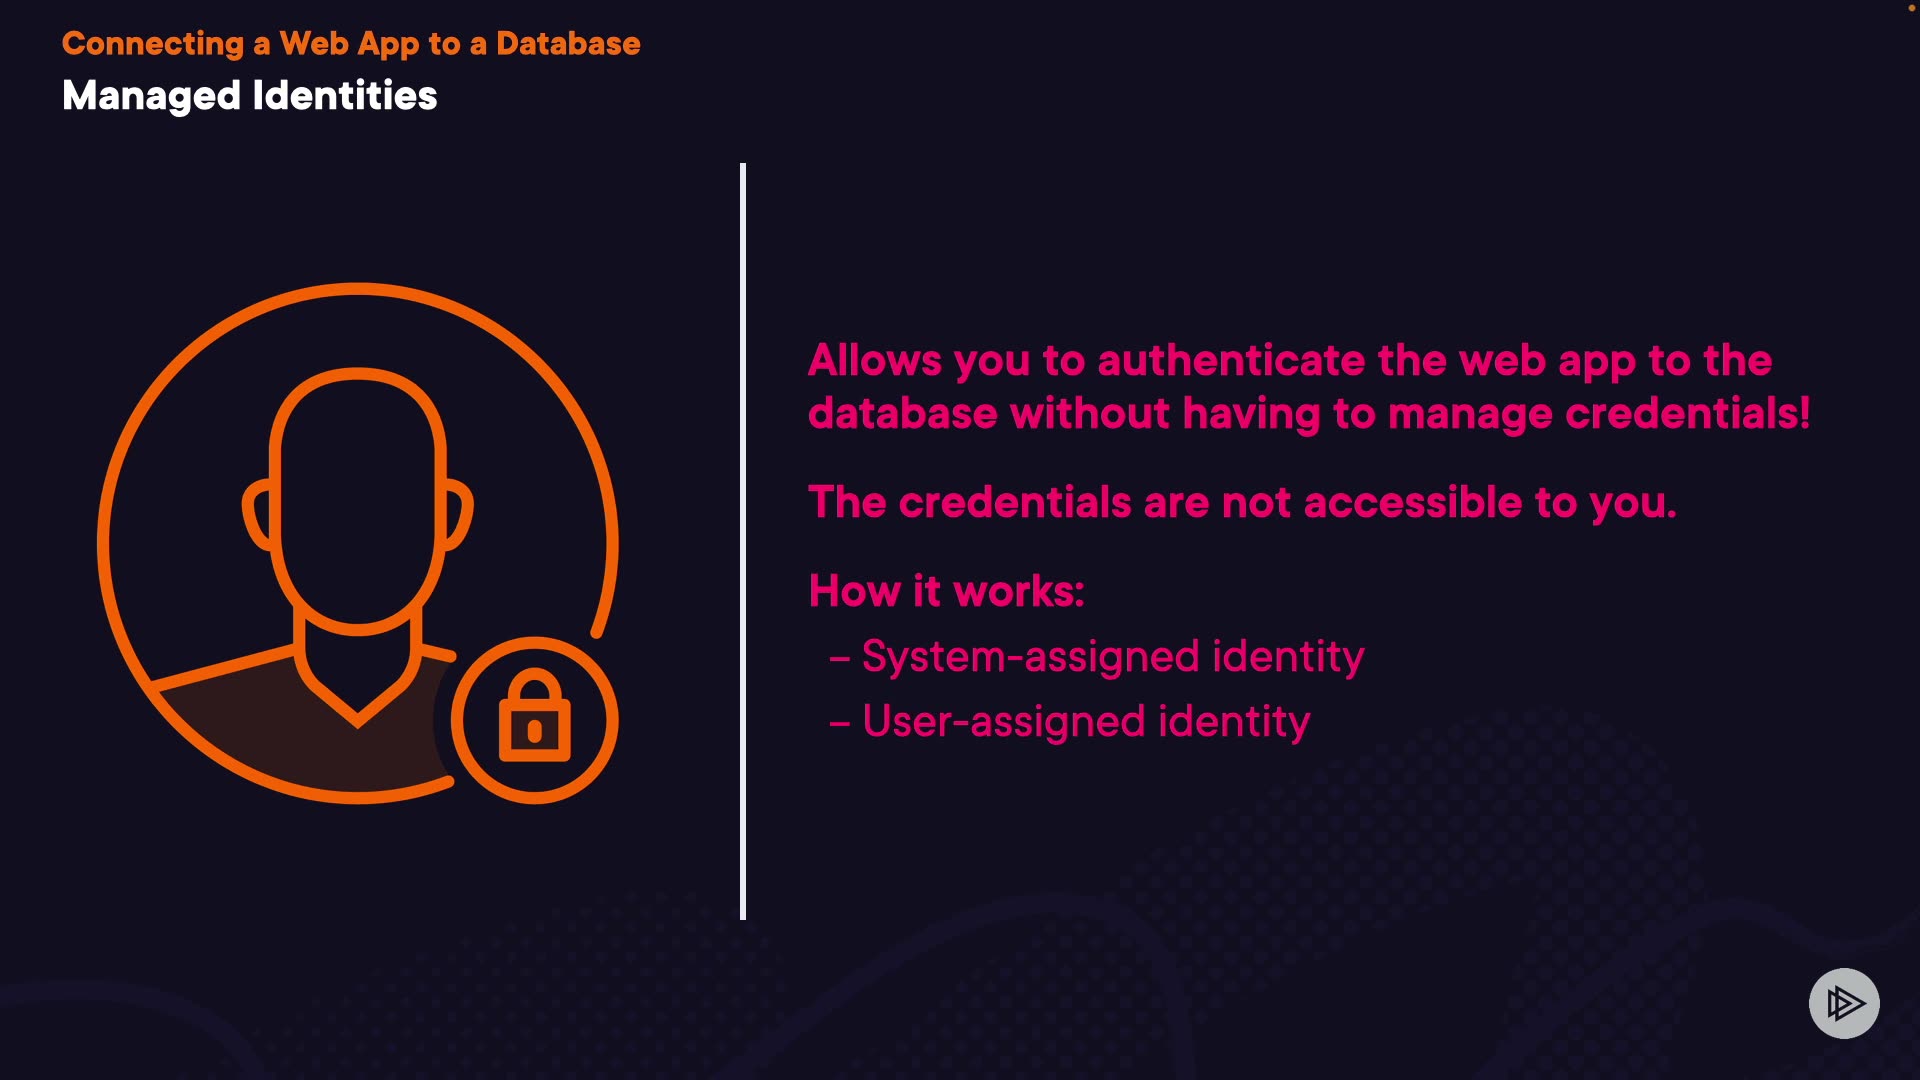 Connecting a Web App to a Database
Managed Identities
Allows you to authenticate the web app to the
database without having to manage credentials!
The credentials are not accessible to you.
How it works:
– System-assigned identity
– User-assigned identity